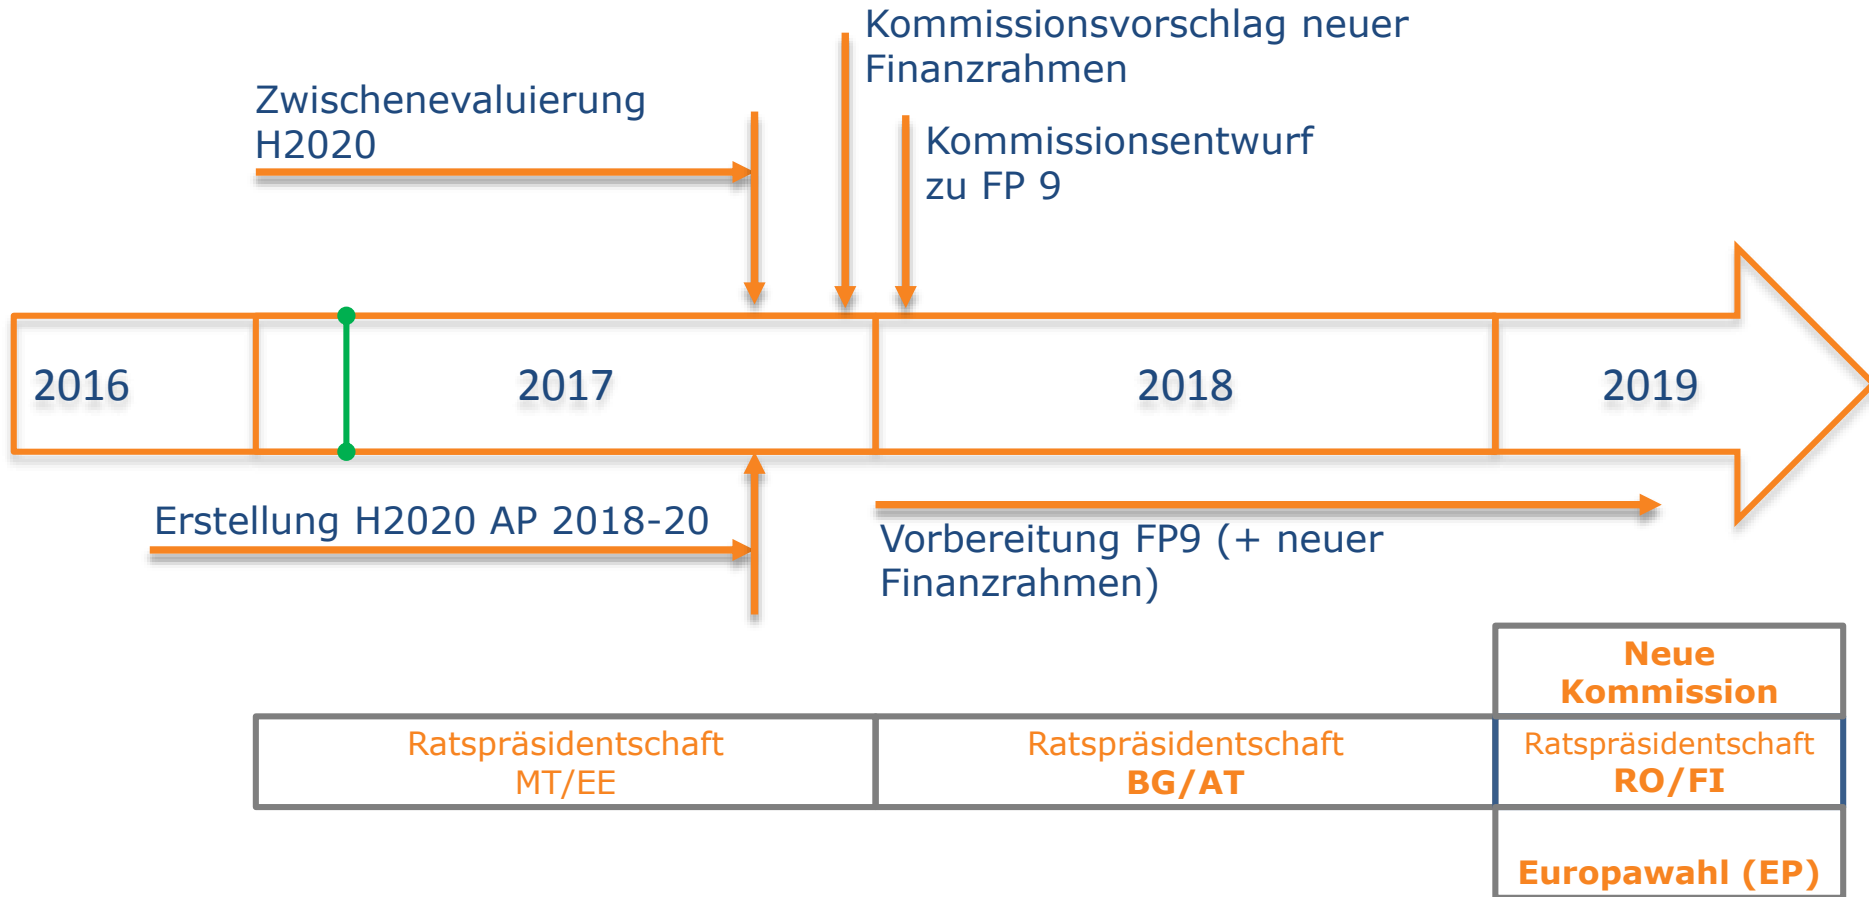 Kommissionsvorschlag neuer
Finanzrahmen
Zwischenevaluierung
H2020
Kommissionsentwurf
zu FP 9
2016
2017
2018
2019
Erstellung H2020 AP 2018-20
Vorbereitung FP9 (+ neuer
Finanzrahmen)
Neue
Kommission
Ratspräsidentschaft
MT/EE
Ratspräsidentschaft
BG/AT
Ratspräsidentschaft
RO/FI
Europawahl (EP)